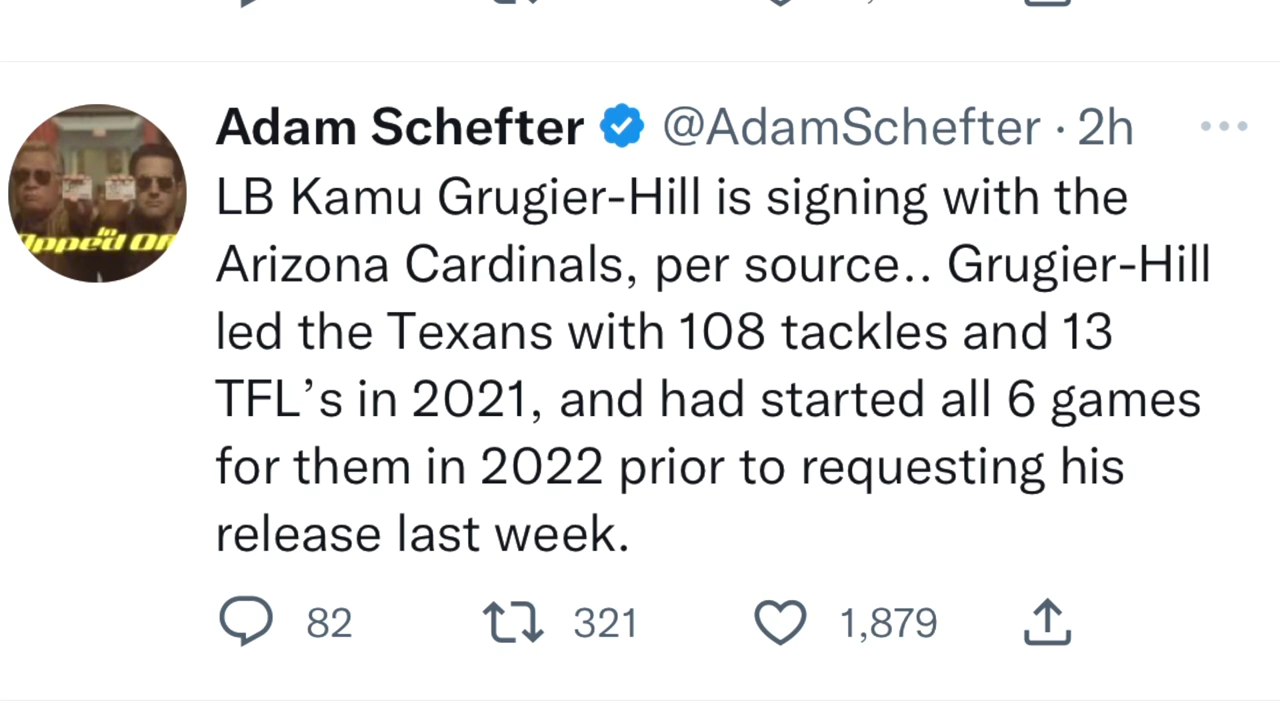 Adam Schefter @AdamSchefter · 2h
LB Kamu Grugier-Hill is signing with the
Arizona Cardinals, per source.. Grugier-Hill
led the Texans with 108 tackles and 13
TFL’s in 2021, and had started all 6 games
for them in 2022 prior to requesting his
release last week.
82 321 1,879